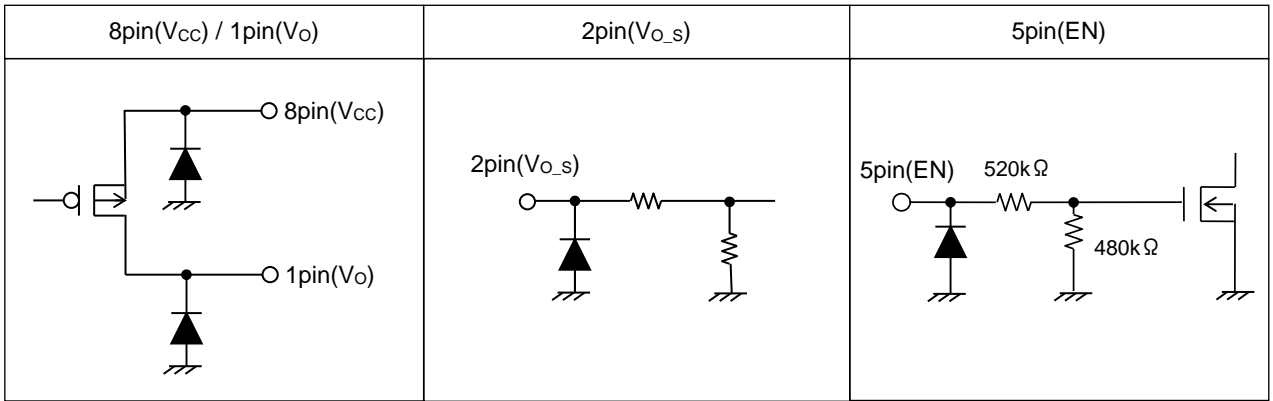 8pin(VCC) / 1pin(VO)
2pin(VO_S)
5pin(EN)
8pin(VCC)
1pin(VO)
2pin(VO_S)
5pin(EN)
520kΩ
480kΩ